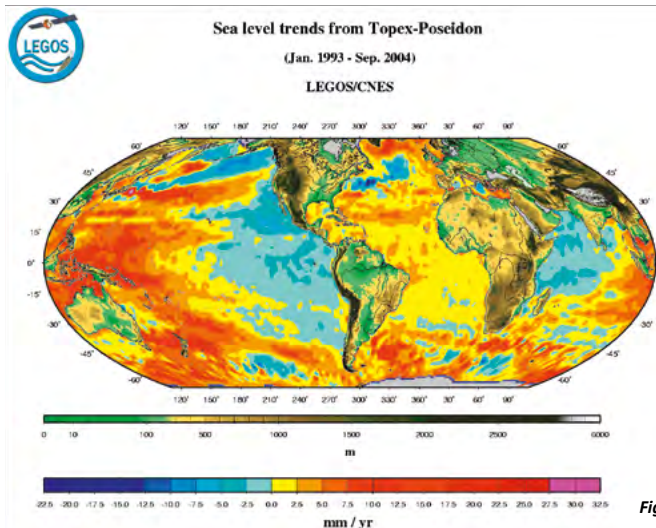 LEGOS
Sea level trends from Topex-Poseidon
(Jan. 1993 - Sep. 2004)
LEGOS/CNES
120˚ 150˚ 180˚ 210˚ 240˚ 300˚ 360˚ 30˚ 60˚ 90˚
60˚ 60˚
45˚ 45˚
30˚ 30˚
15˚ 15˚
0˚ 0˚
-15˚ -15˚
-30˚ -30˚
-45˚ -45˚
-60˚ -60˚
120˚ 150˚ 180˚ 210˚ 240˚ 300˚ 360˚ 30˚ 60˚ 90˚
0 10 100 500 1000 1500 2000 2500 6000
m
-22.5 -20.0 -17.5 -15.0 -12.5 -10.0 -7.5 -5.0 -2.5 0.0 2.5 5.0 7.5 10.0 12.5 15.0 17.5 20.0 22.5 25.0 27.5 30.0 32.5
mm / yr
Fig